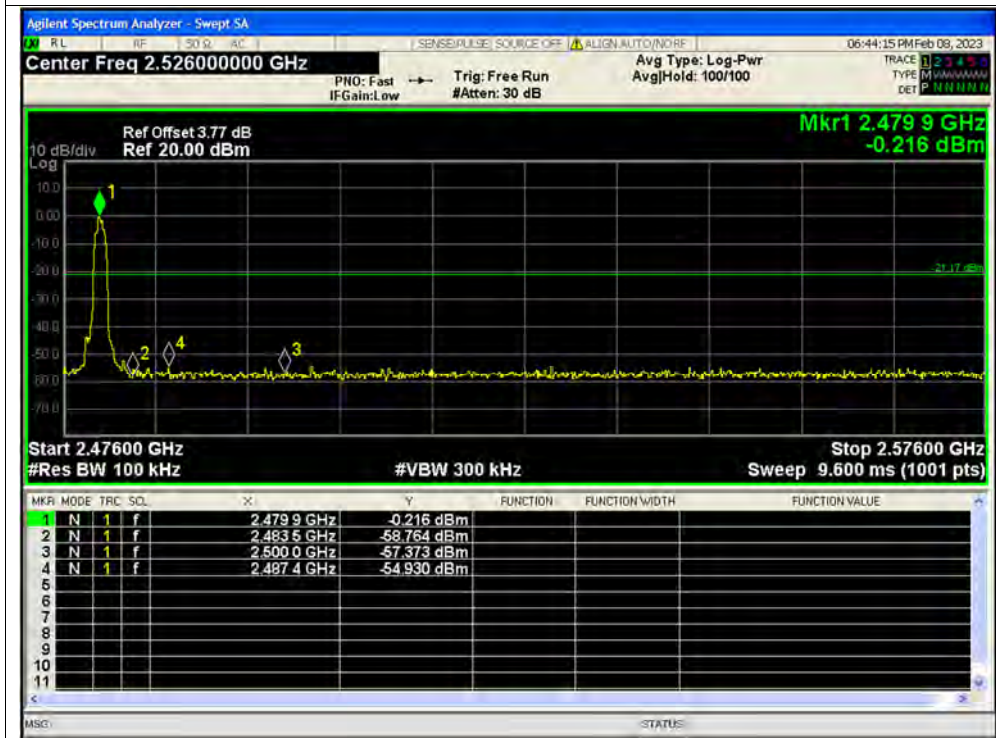 Agilent Spectrum Analyzer - Swept SA
RL RF 50 Ω AC SENSE:PULSE SOURCE OFF ALIGN AUTO/NO RF 06:44:15 PM Feb 08, 2023
Center Freq 2.526000000 GHz
PNO: Fast
IFGain:Low
Trig: Free Run
#Atten: 30 dB
Avg Type: Log-Pwr
Avg|Hold: 100/100
TRACE 1 2 3 4 5 6
TYPE M
DET P N N N N N
Mkr1 2.479 9 GHz
-0.216 dBm
Ref Offset 3.77 dB
10 dB/div Ref 20.00 dBm
Log
10.0
0.00
-10.0
-20.0
-30.0
-40.0
-50.0
-60.0
-70.0
1
2
4
3
-21.17 dBm
Start 2.47600 GHz Stop 2.57600 GHz
#Res BW 100 kHz #VBW 300 kHz Sweep 9.600 ms (1001 pts)
MKR MODE TRC SCL X Y FUNCTION FUNCTION WIDTH FUNCTION VALUE
1 N 1 f 2.479 9 GHz -0.216 dBm
2 N 1 f 2.483 5 GHz -58.764 dBm
3 N 1 f 2.500 0 GHz -57.373 dBm
4 N 1 f 2.487 4 GHz -54.930 dBm
5
6
7
8
9
10
11
MSG STATUS